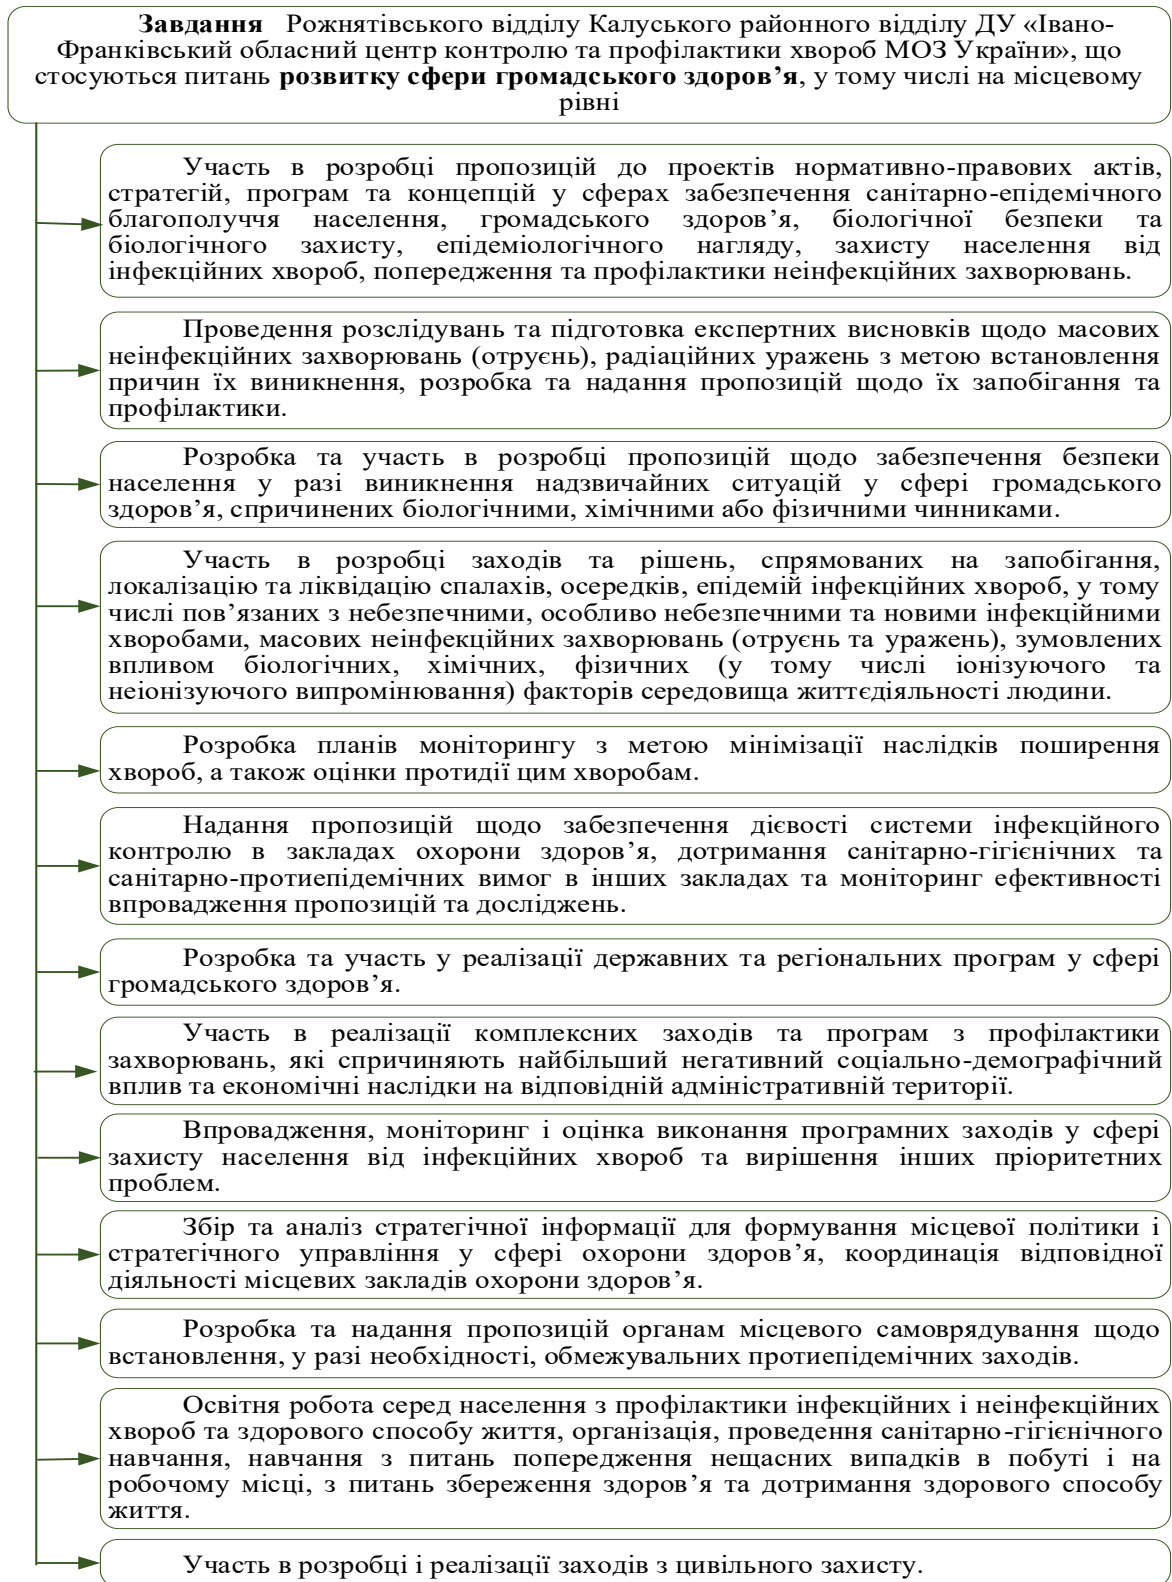 Завдання Рожнятівського відділу Калуського районного відділу ДУ «Івано-
Франківський обласний центр контролю та профілактики хвороб МОЗ України», що
стосуються питань розвитку сфери громадського здоров’я, у тому числі на місцевому
рівні
Участь в розробці пропозицій до проектів нормативно-правових актів,
стратегій, програм та концепцій у сферах забезпечення санітарно-епідемічного
благополуччя населення, громадського здоров’я, біологічної безпеки та
біологічного захисту, епідеміологічного нагляду, захисту населення від
інфекційних хвороб, попередження та профілактики неінфекційних захворювань.
Проведення розслідувань та підготовка експертних висновків щодо масових
неінфекційних захворювань (отруєнь), радіаційних уражень з метою встановлення
причин їх виникнення, розробка та надання пропозицій щодо їх запобігання та
профілактики.
Розробка та участь в розробці пропозицій щодо забезпечення безпеки
населення у разі виникнення надзвичайних ситуацій у сфері громадського
здоров’я, спричинених біологічними, хімічними або фізичними чинниками.
Участь в розробці заходів та рішень, спрямованих на запобігання,
локалізацію та ліквідацію спалахів, осередків, епідемій інфекційних хвороб, у тому
числі пов’язаних з небезпечними, особливо небезпечними та новими інфекційними
хворобами, масових неінфекційних захворювань (отруєнь та уражень), зумовлених
впливом біологічних, хімічних, фізичних (у тому числі іонізуючого та
неіонізуючого випромінювання) факторів середовища життєдіяльності людини.
Розробка планів моніторингу з метою мінімізації наслідків поширення
хвороб, а також оцінки протидії цим хворобам.
Надання пропозицій щодо забезпечення дієвості системи інфекційного
контролю в закладах охорони здоров’я, дотримання санітарно-гігієнічних та
санітарно-протиепідемічних вимог в інших закладах та моніторинг ефективності
впровадження пропозицій та досліджень.
Розробка та участь у реалізації державних та регіональних програм у сфері
громадського здоров’я.
Участь в реалізації комплексних заходів та програм з профілактики
захворювань, які спричиняють найбільший негативний соціально-демографічний
вплив та економічні наслідки на відповідній адміністративній території.
Впровадження, моніторинг і оцінка виконання програмних заходів у сфері
захисту населення від інфекційних хвороб та вирішення інших пріоритетних
проблем.
Збір та аналіз стратегічної інформації для формування місцевої політики і
стратегічного управління у сфері охорони здоров’я, координація відповідної
діяльності місцевих закладів охорони здоров’я.
Розробка та надання пропозицій органам місцевого самоврядування щодо
встановлення, у разі необхідності, обмежувальних протиепідемічних заходів.
Освітня робота серед населення з профілактики інфекційних і неінфекційних
хвороб та здорового способу життя, організація, проведення санітарно-гігієнічного
навчання, навчання з питань попередження нещасних випадків в побуті і на
робочому місці, з питань збереження здоров’я та дотримання здорового способу
життя.
Участь в розробці і реалізації заходів з цивільного захисту.